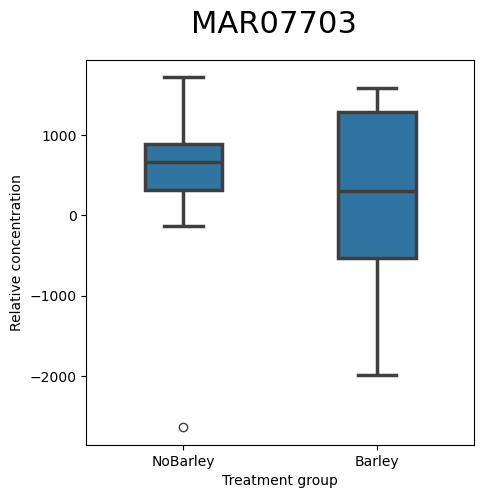 MAR07703
Relative concentration
1000
0
−1000
−2000
NoBarley
Barley
Treatment group